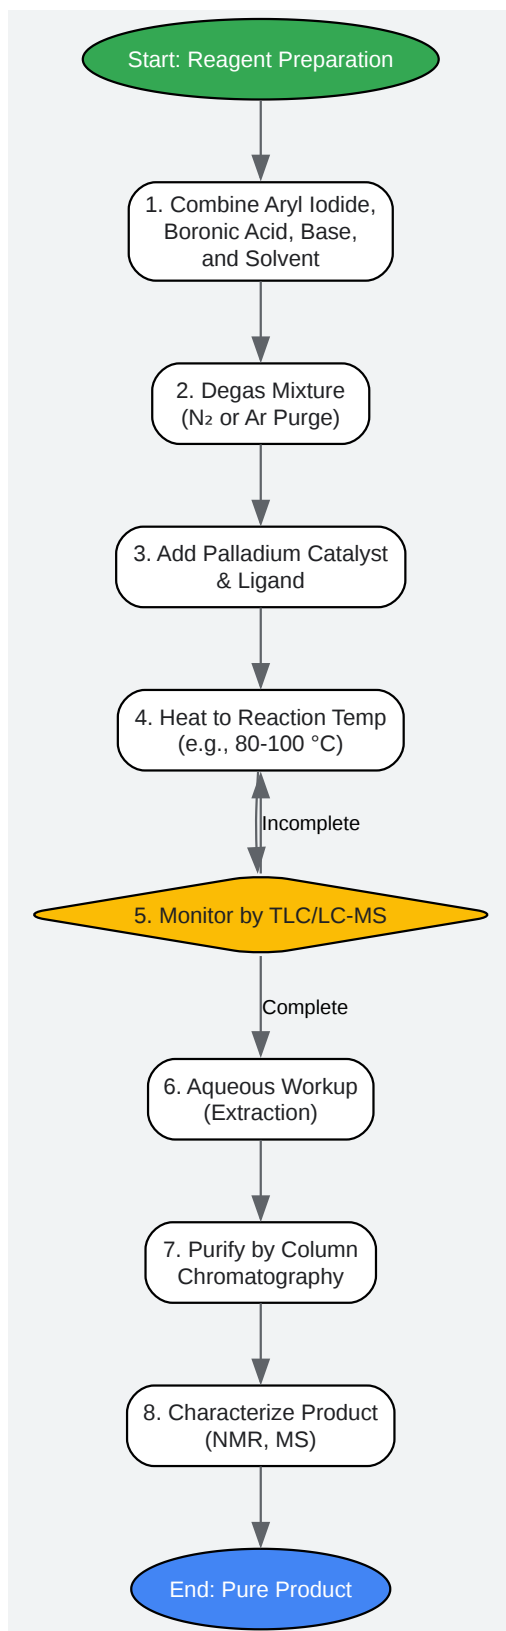 Start: Reagent Preparation
1. Combine Aryl Iodide,
Boronic Acid, Base,
and Solvent
2. Degas Mixture
(N₂ or Ar Purge)
3. Add Palladium Catalyst
& Ligand
4. Heat to Reaction Temp
(e.g., 80-100 °C)
Incomplete
5. Monitor by TLC/LC-MS
Complete
6. Aqueous Workup
(Extraction)
7. Purify by Column
Chromatography
8. Characterize Product
(NMR, MS)
End: Pure Product